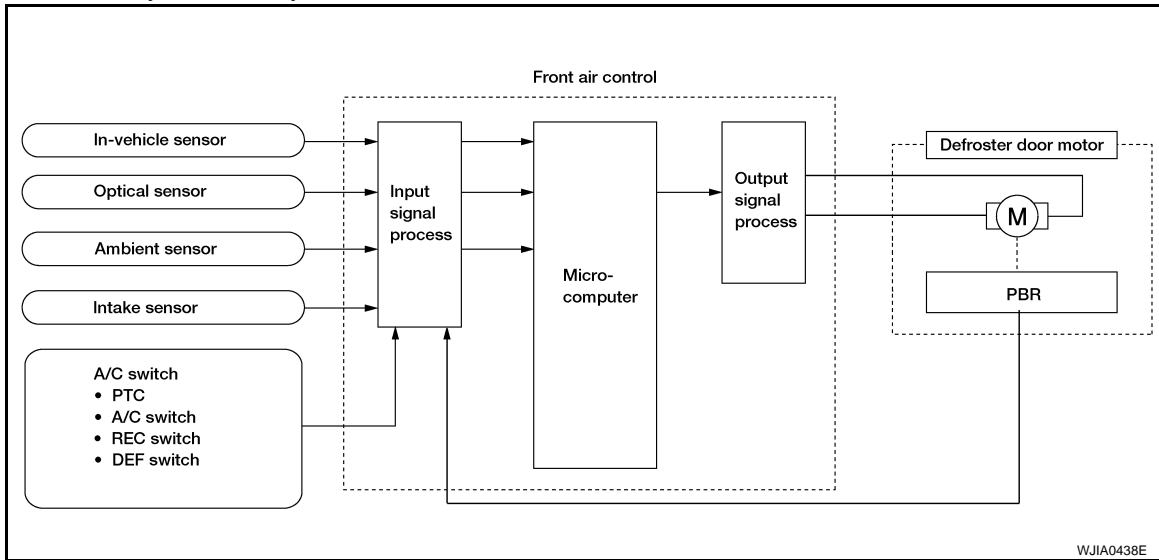 Front air control
In-vehicle sensor
Optical sensor
Ambient sensor
Intake sensor
A/C switch
• PTC
• A/C switch
• REC switch
• DEF switch
Input
signal
process
Micro-
computer
Output
signal
process
Defroster door motor
M
PBR
WJIA0438E